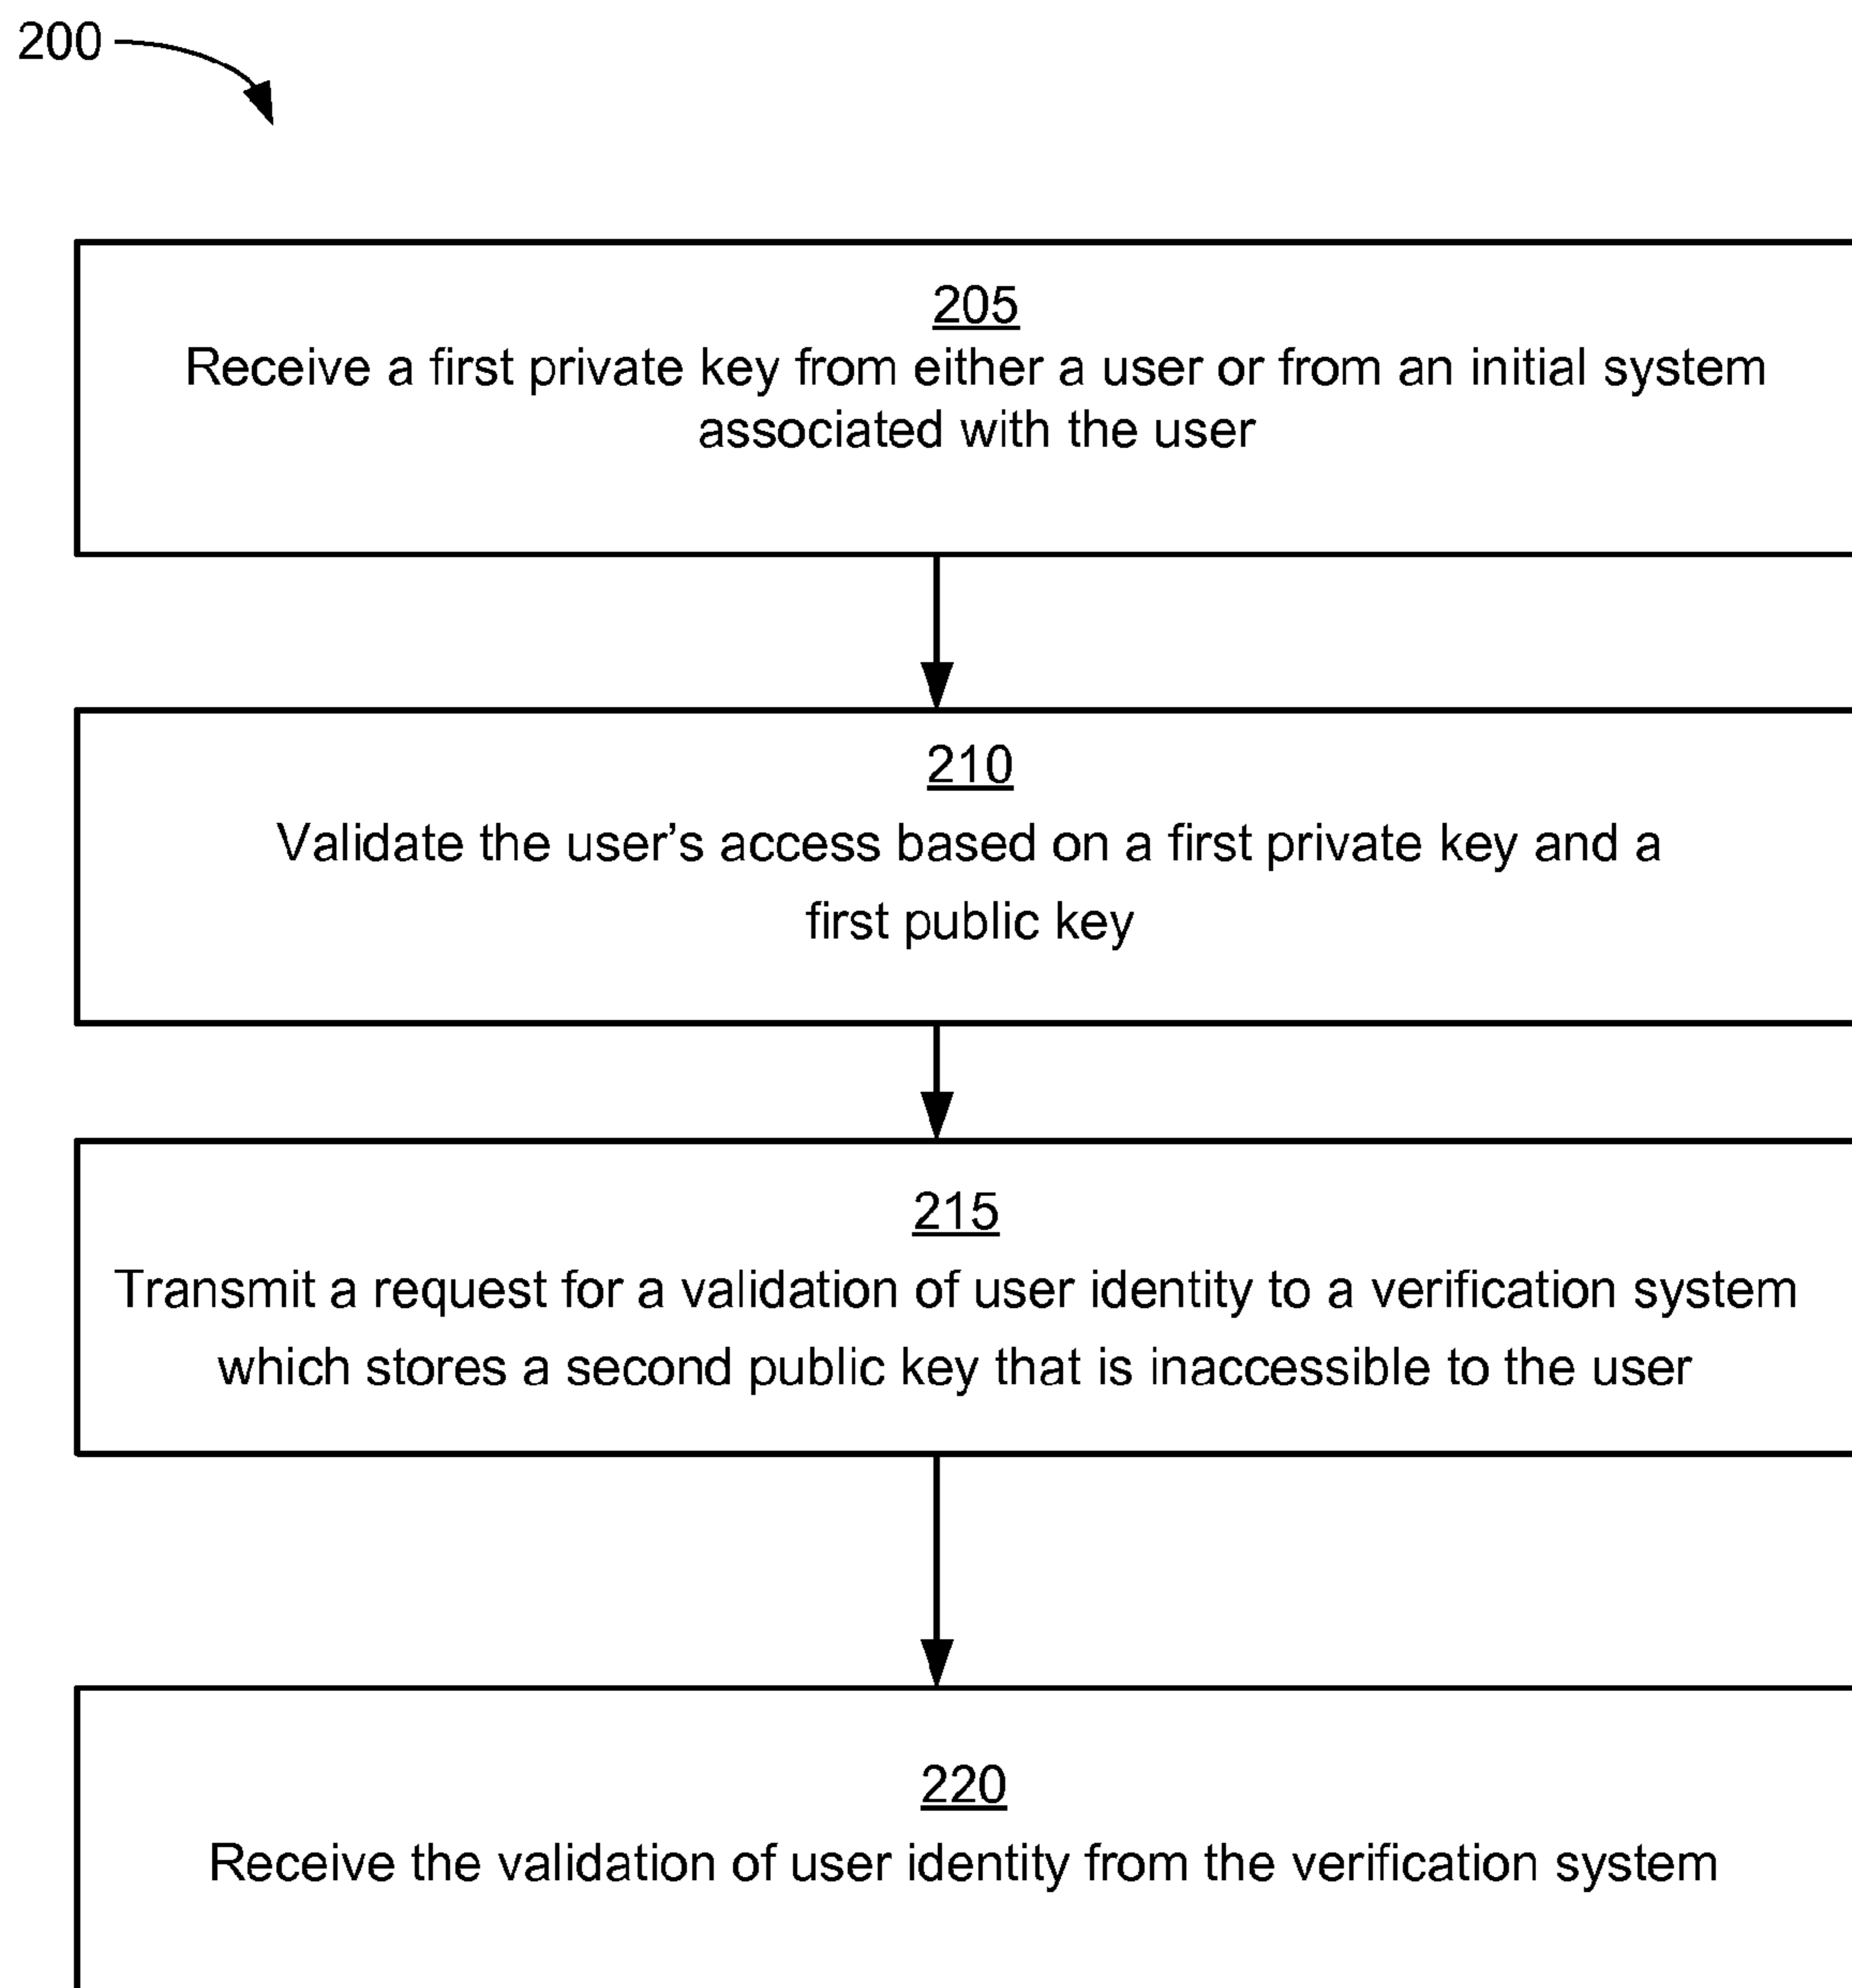 200
205
Receive a first private key from either a user or from an initial system
associated with the user
210
Validate the user’s access based on a first private key and a
first public key
215
Transmit a request for a validation of user identity to a verification system
which stores a second public key that is inaccessible to the user
220
Receive the validation of user identity from the verification system